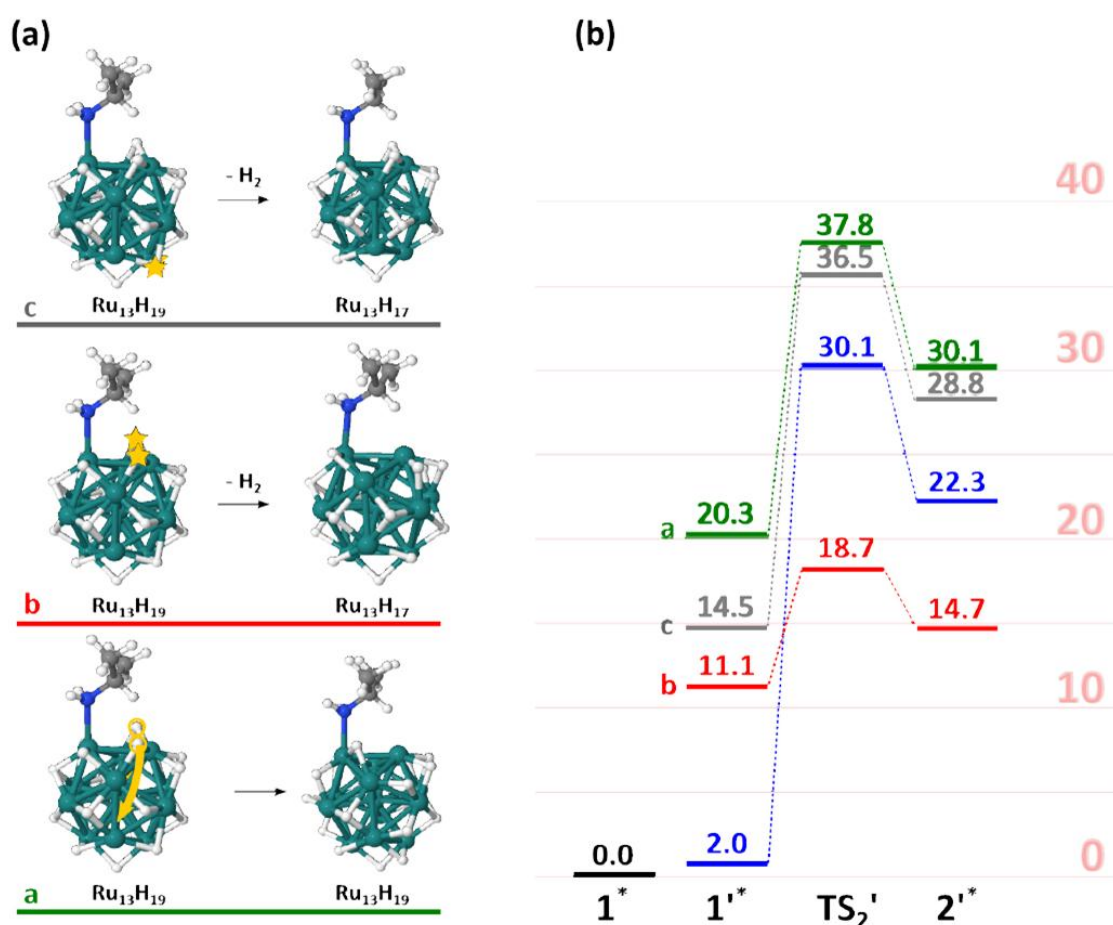 (a)
- H₂
Ru₁₃H₁₉ Ru₁₃H₁₇
c
- H₂
Ru₁₃H₁₉ Ru₁₃H₁₇
b
Ru₁₃H₁₉ Ru₁₃H₁₉
a
(b)
40
37.8
36.5
30.1 30.1 30
28.8
22.3
a 20.3 20
18.7
c 14.5 14.7
b 11.1 10
0.0 2.0 0
1* 1'* TS₂' 2'*